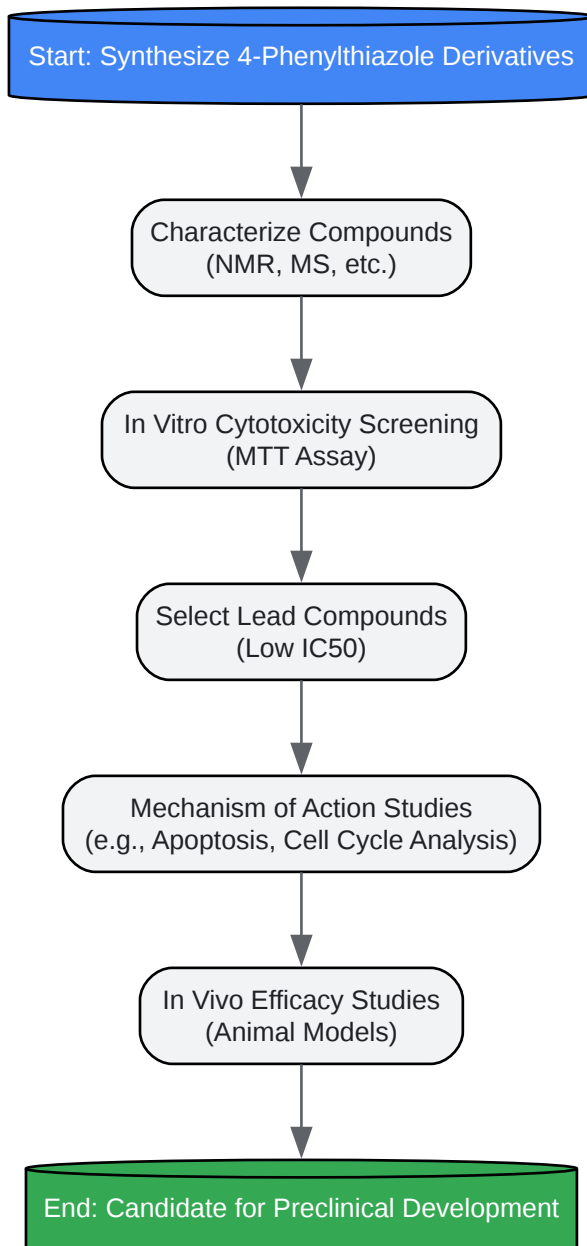 Start: Synthesize 4-Phenylthiazole Derivatives
Characterize Compounds
(NMR, MS, etc.)
In Vitro Cytotoxicity Screening
(MTT Assay)
Select Lead Compounds
(Low IC50)
Mechanism of Action Studies
(e.g., Apoptosis, Cell Cycle Analysis)
In Vivo Efficacy Studies
(Animal Models)
End: Candidate for Preclinical Development